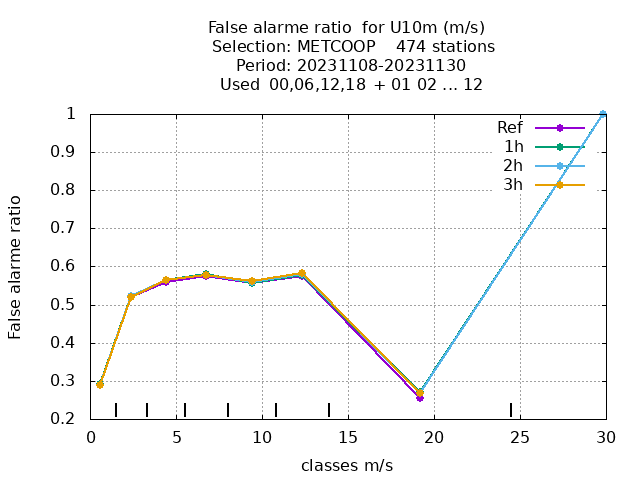 False alarme ratio  for U10m (m/s)
Selection: METCOOP    474 stations
Period: 20231108-20231130
Used  00,06,12,18  + 01 02 ... 12
Ref
1h
2h
3h
False alarme ratio
1
0.9
0.8
0.7
0.6
0.5
0.4
0.3
0.2
0 5 10 15 20 25 30
classes m/s